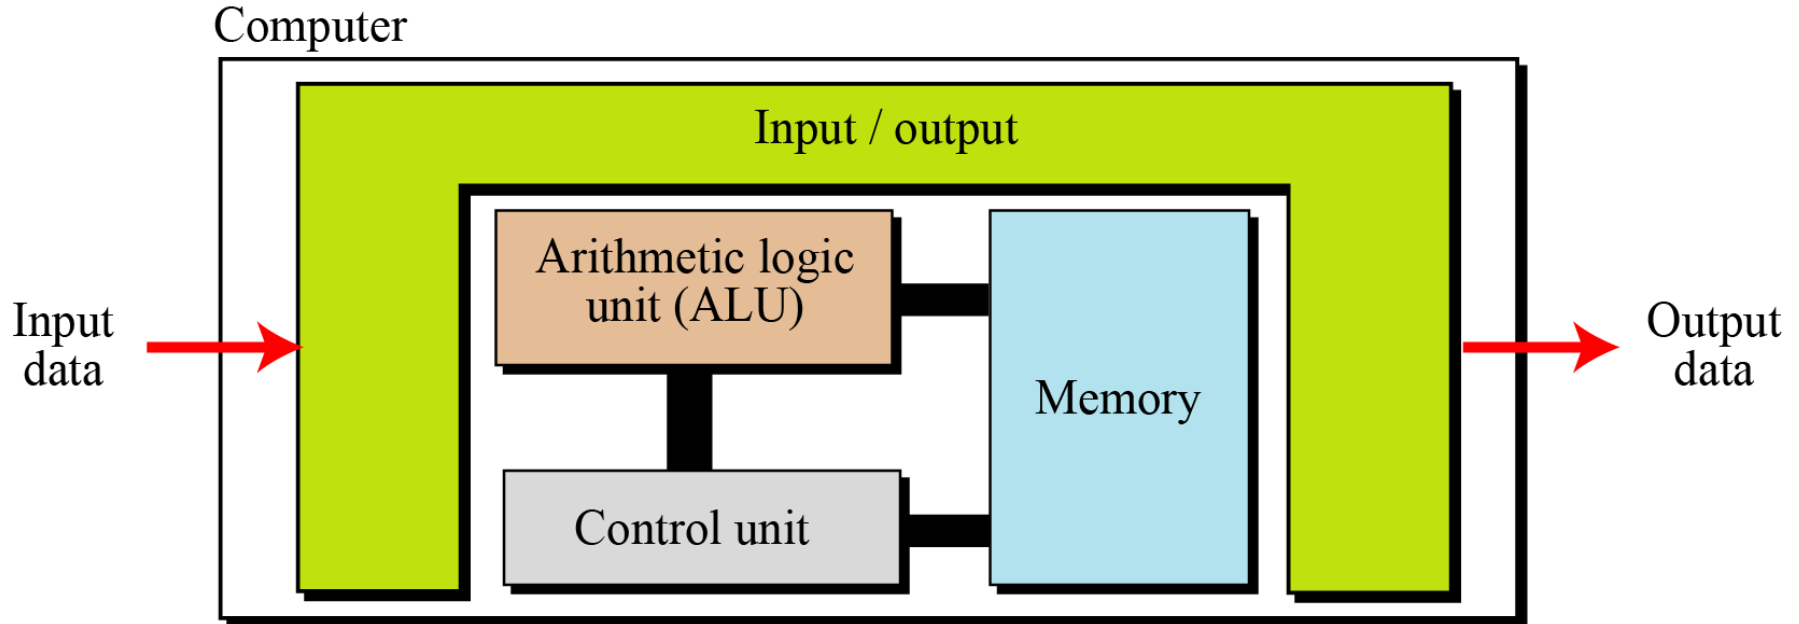 Computer
Input / output
Arithmetic logic
unit (ALU)
Input
data
Memory
Output
data
Control unit